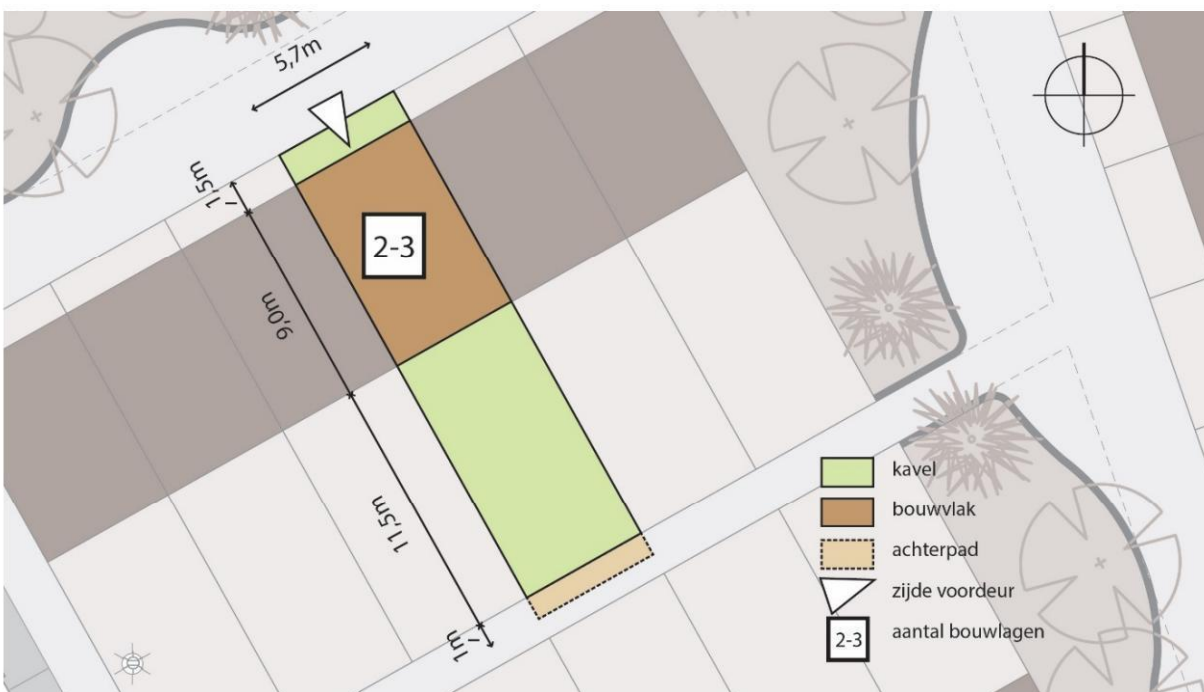 5,7m
1,5m
2-3
9,0m
11,5m
1m
kavel
bouwvlak
achterpad
zijde voordeur
2-3 aantal bouwlagen